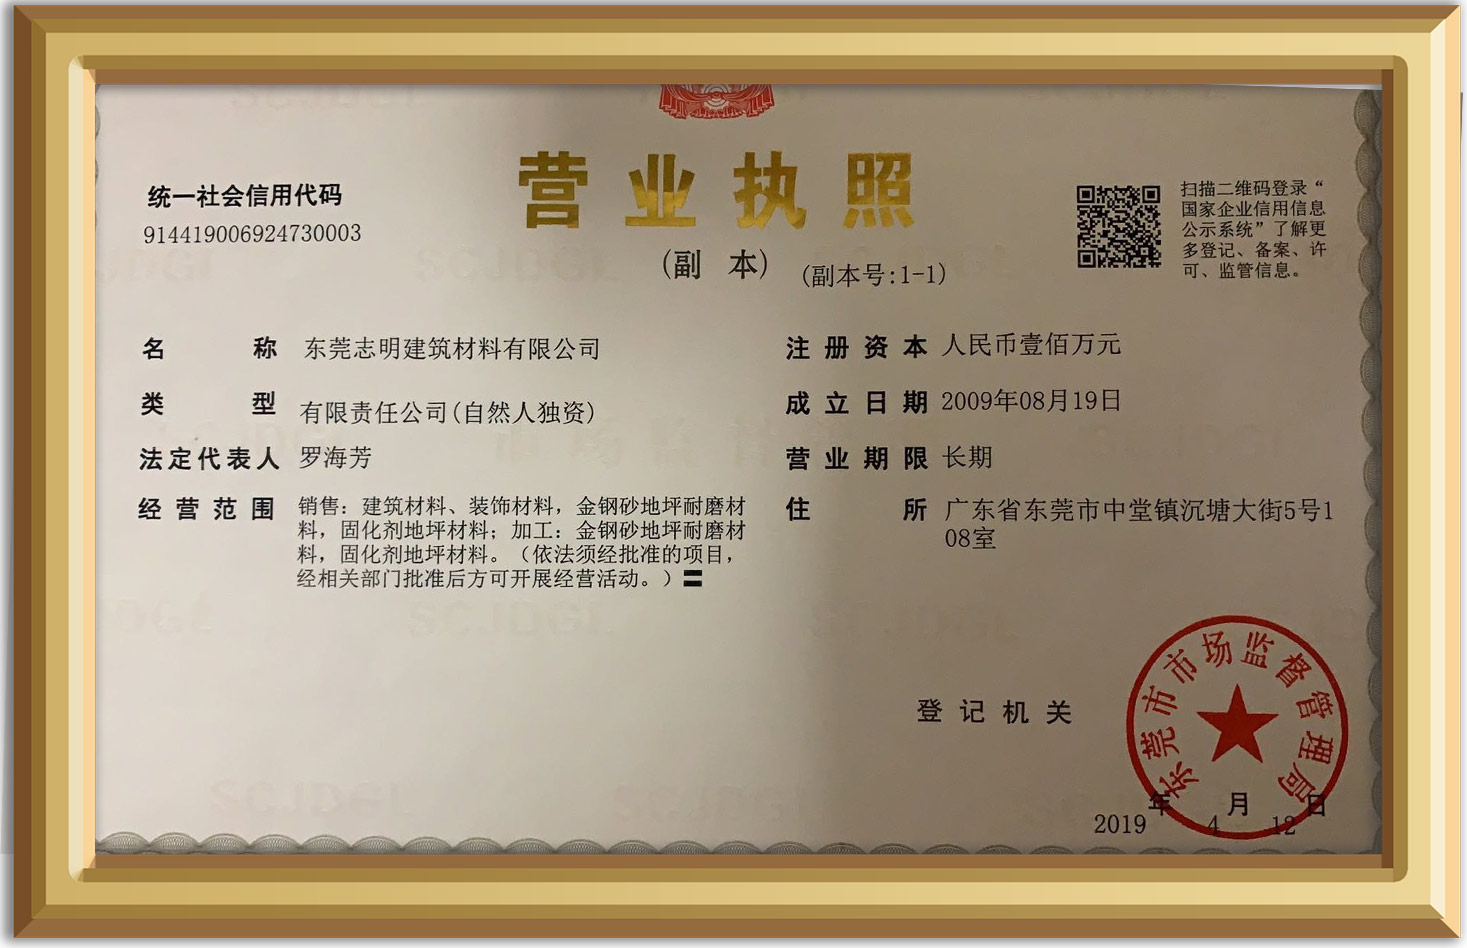 营业执照
(副 本) (副本号:1-1)
统一社会信用代码
914419006924730003
扫描二维码登录“
国家企业信用信息
公示系统”了解更
多登记、备案、许
可、监管信息。
名 称 东莞志明建筑材料有限公司
类 型 有限责任公司(自然人独资)
法定代表人 罗海芳
经营范围 销售：建筑材料、装饰材料，金钢砂地坪耐磨材
料，固化剂地坪材料；加工：金钢砂地坪耐磨材
料，固化剂地坪材料。（依法须经批准的项目，
经相关部门批准后方可开展经营活动。）〓
注册资本 人民币壹佰万元
成立日期 2009年08月19日
营业期限 长期
住 所 广东省东莞市中堂镇沉塘大街5号1
08室
登记机关
东莞市市场监督管理局
2019 年 4 月 12 日
SCJDGL
SCJDGL
SCJDGL